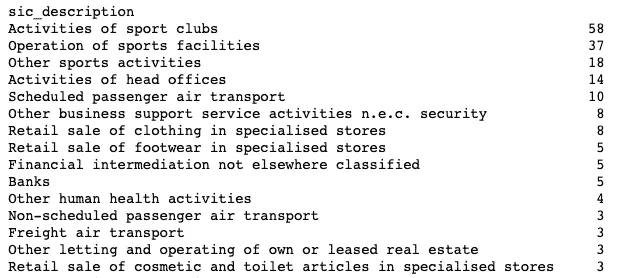 sic_description
Activities of sport clubs 58
Operation of sports facilities 37
Other sports activities 18
Activities of head offices 14
Scheduled passenger air transport 10
Other business support service activities n.e.c. security 8
Retail sale of clothing in specialised stores 8
Retail sale of footwear in specialised stores 5
Financial intermediation not elsewhere classified 5
Banks 5
Other human health activities 4
Non-scheduled passenger air transport 3
Freight air transport 3
Other letting and operating of own or leased real estate 3
Retail sale of cosmetic and toilet articles in specialised stores 3